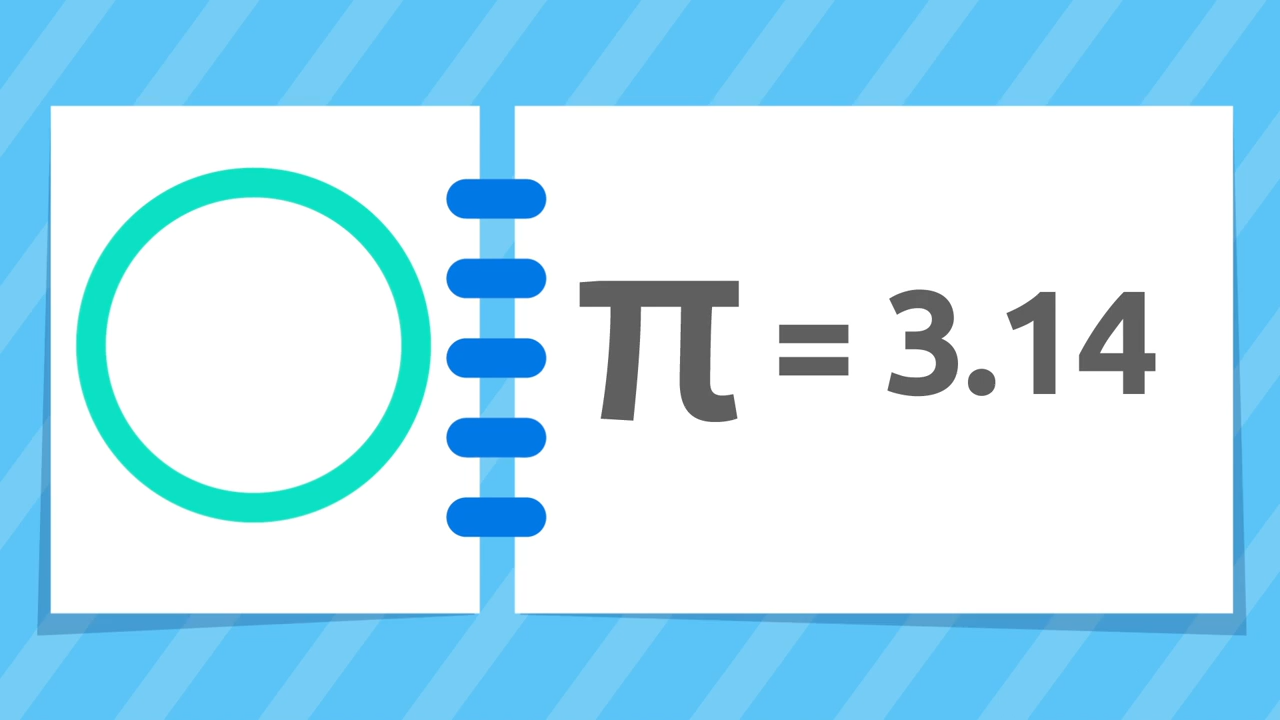 π = 3.14